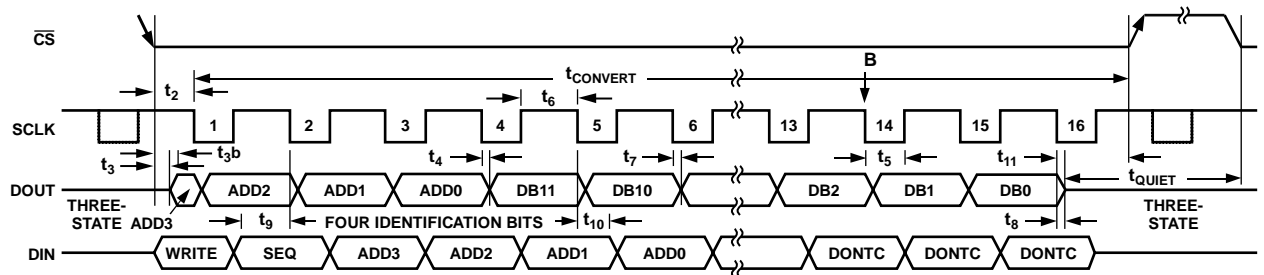 CS
B
tCONVERT
t2
t6
SCLK
1 2 3 4 5 6 13 14 15 16
t3 t3b t4 t7 t5 t11
tQUIET
DOUT
ADD2 ADD1 ADD0 DB11 DB10 DB2 DB1 DB0
THREE-
STATE ADD3
THREE-
STATE
t9 FOUR IDENTIFICATION BITS t10 t8
DIN
WRITE SEQ ADD3 ADD2 ADD1 ADD0 DONTC DONTC DONTC